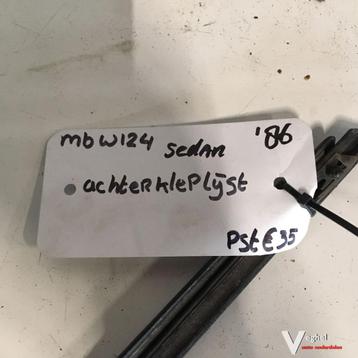 mb W124 sedan '86
achterkleplijst
Pst € 35